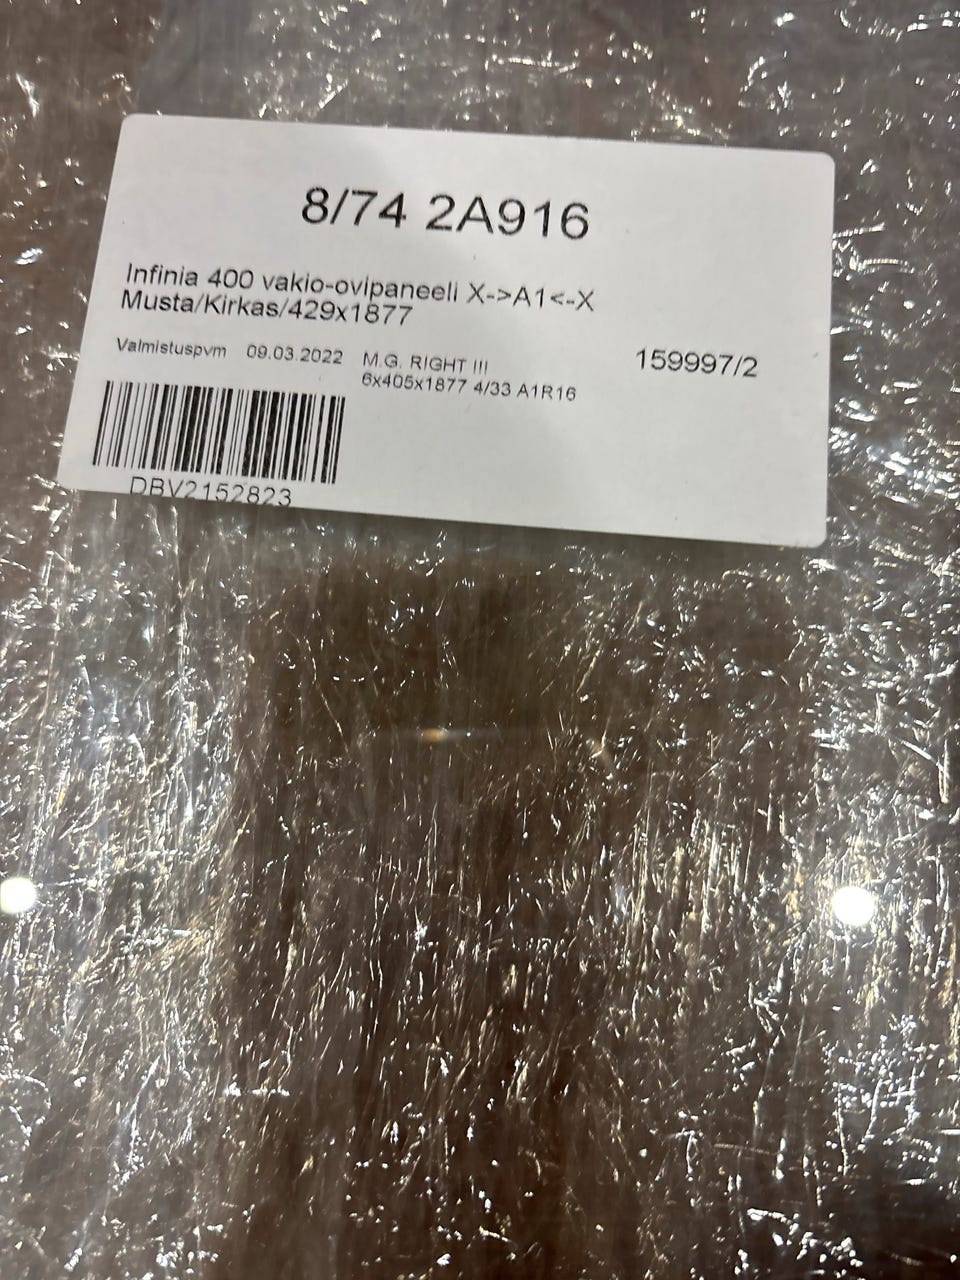 8/74 2A916
Infinia 400 vakio-ovipaneeli X->A1<-X
Musta/Kirkas/429x1877
Valmistuspvm 09.03.2022
M.G. RIGHT III
6x405x1877 4/33 A1R16
159997/2
DBV2152823